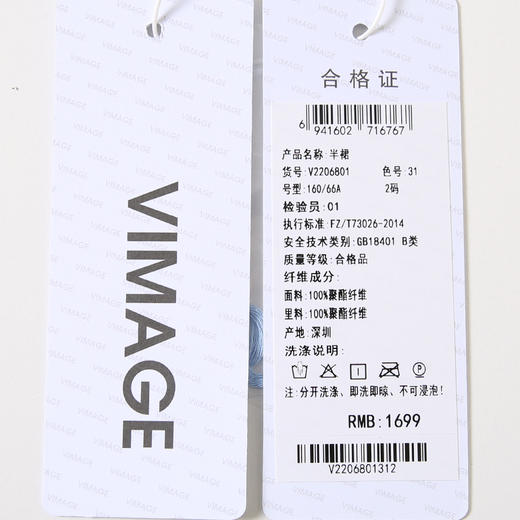 VIMAGE
合格证
6 941602 716767
产品名称:半裙
货号:V2206801 色号:31
号型:160/66A 2码
检验员:01
执行标准:FZ/T73026-2014
安全技术类别:GB18401 B类
质量等级:合格品
纤维成分:
面料:100%聚酯纤维
里料:100%聚酯纤维
产地:深圳
洗涤说明:
P
注:分开洗涤、即洗即晾、不可浸泡!
RMB:1699
V2206801312